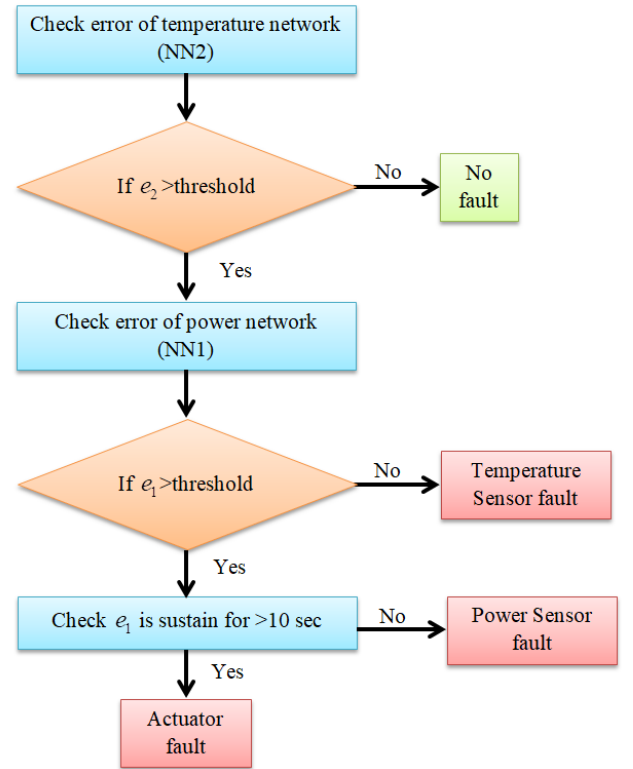 Check error of temperature network
(NN2)
If e₂ >threshold
No
No
fault
Yes
Check error of power network
(NN1)
If e₁ >threshold
No
Temperature
Sensor fault
Yes
Check e₁ is sustain for >10 sec
No
Power Sensor
fault
Yes
Actuator
fault